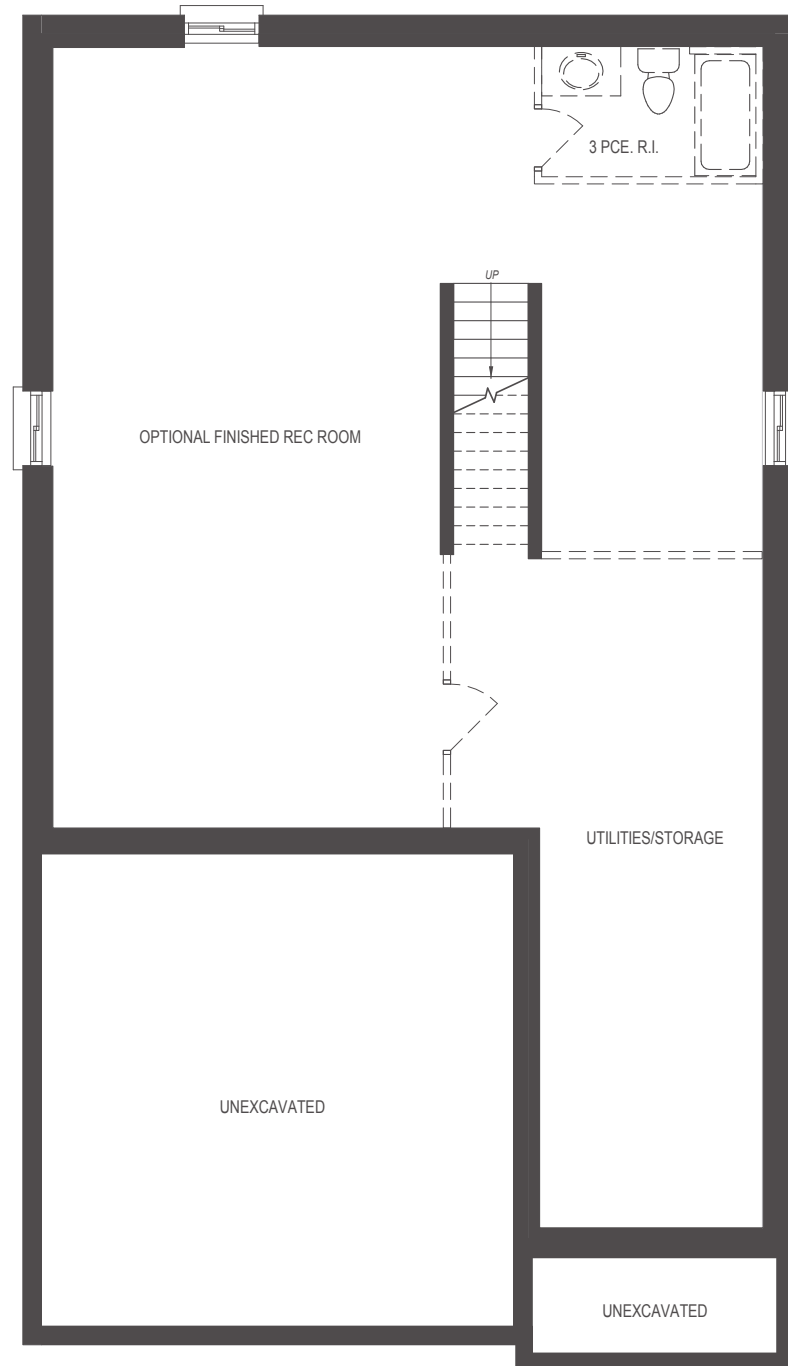 3 PCE. R.I.
UP
OPTIONAL FINISHED REC ROOM
UTILITIES/STORAGE
UNEXCAVATED
UNEXCAVATED